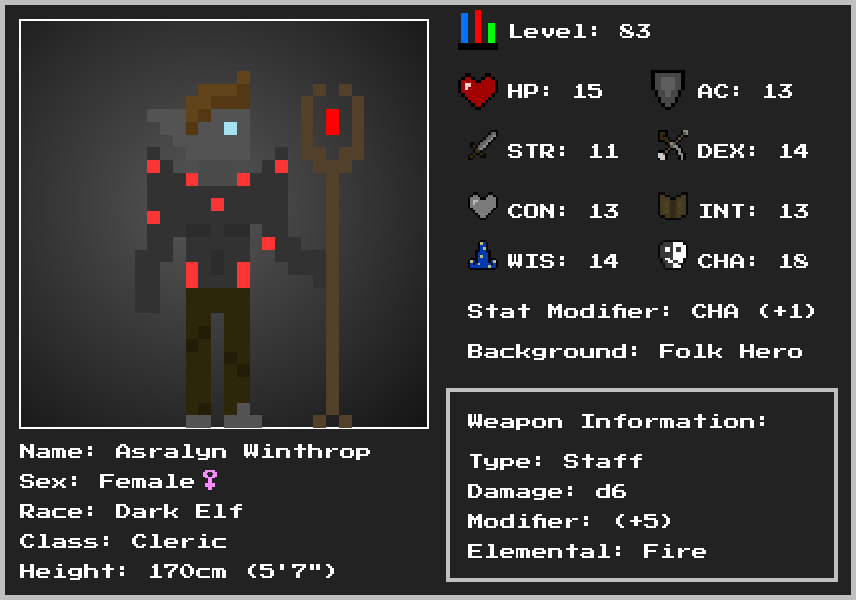 Level: 83
HP: 15
AC: 13
STR: 11
DEX: 14
CON: 13
INT: 13
WIS: 14
CHA: 18
Stat Modifier: CHA (+1)
Background: Folk Hero
Weapon Information:
Type: Staff
Damage: d6
Modifier: (+5)
Elemental: Fire
Name: Asralyn Winthrop
Sex: Female♀
Race: Dark Elf
Class: Cleric
Height: 170cm (5'7")